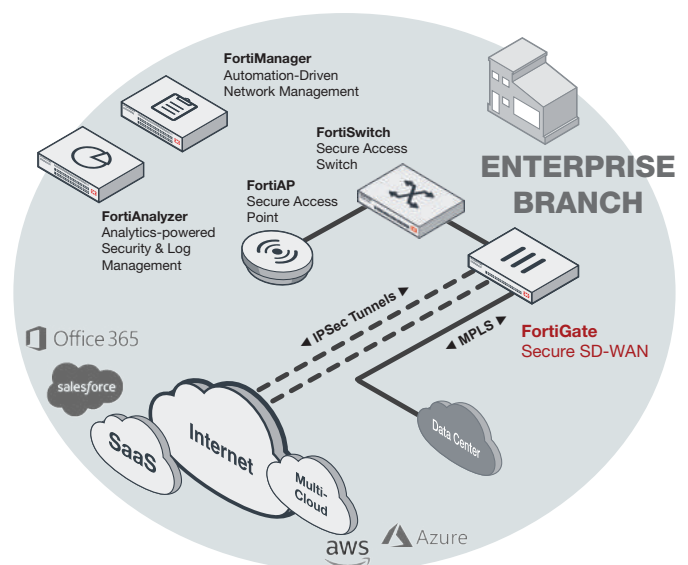 FortiManager
Automation-Driven
Network Management
FortiSwitch
Secure Access
Switch
ENTERPRISE
BRANCH
FortiAP
Secure Access
Point
FortiAnalyzer
Analytics-powered
Security & Log
Management
◄ IPSec Tunnels ►
◄ MPLS ►
FortiGate
Secure SD-WAN
Office 365
salesforce
SaaS
Internet
Multi-
Cloud
Data Center
aws
Azure